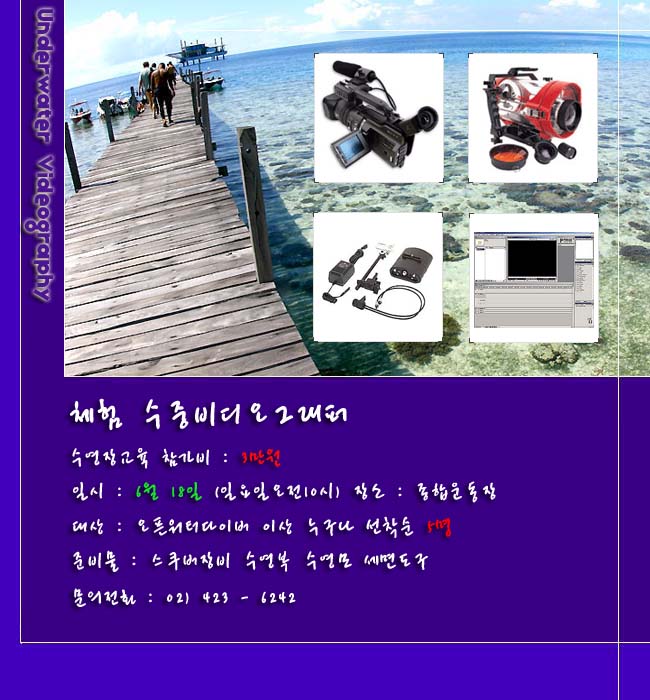 Underwater Videography
체험 수중비디오그래퍼
수영장교육 참가비 : 3만원
일시 : 6월 18일 (일요일오전10시) 장소 : 종합운동장
대상 : 오픈워터다이버 이상 누구나 선착순 5명
준비물 : 스쿠버장비 수영복 수영모 세면도구
문의전화 : 02) 423 - 6242